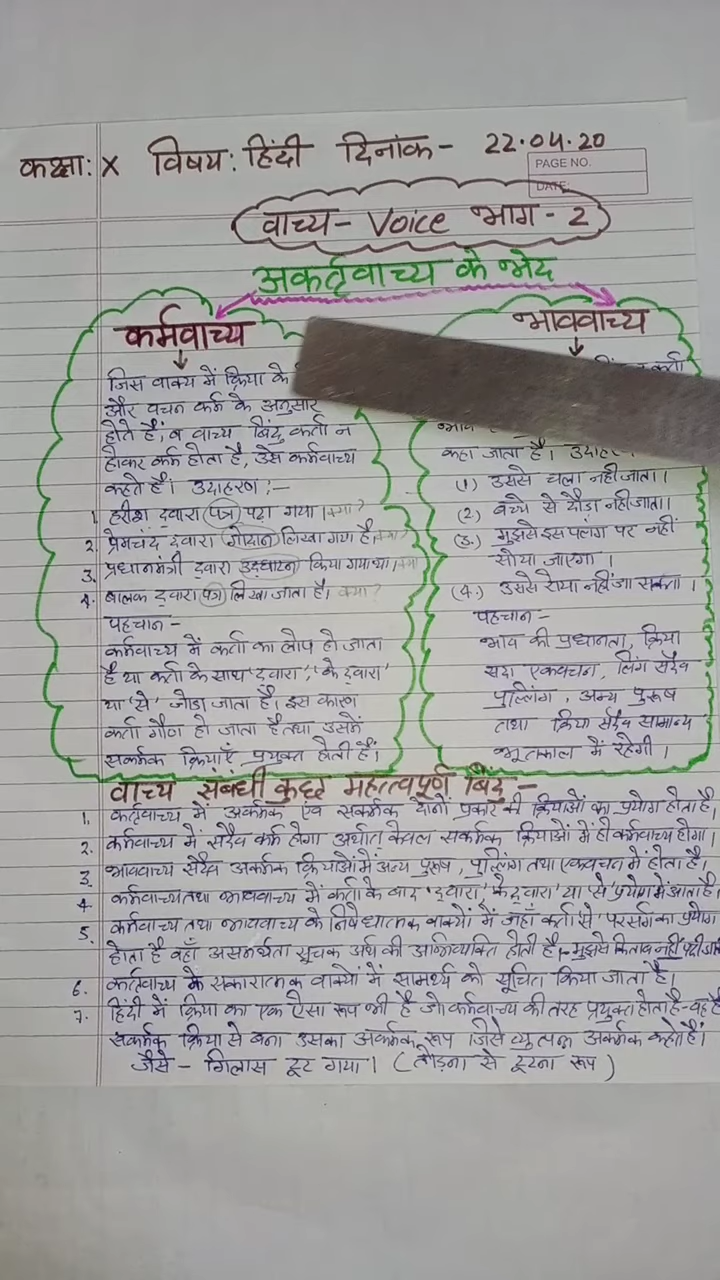 कक्षा: X विषय: हिंदी दिनांक- 22.04.20
PAGE NO.
DATE:
वाच्य- Voice भाग-2
अकर्तृवाच्य के भेद
कर्मवाच्य
जिस वाक्य में क्रिया के
और वचन कर्म के अनुसार
होते हैं, व वाच्य बिंदु कर्ता न
होकर कर्म होता है, उसे कर्मवाच्य
कहते हैं। उदाहरण :-
1. हरीश द्वारा पत्र पढ़ा गया। क्या?
2. प्रेमचंद द्वारा गोदान लिखा गया है।
3. प्रधानमंत्री द्वारा उद्घाटन किया गया था।
4. बालक द्वारा पत्र लिखा जाता है। क्या?
पहचान -
कर्मवाच्य में कर्ता का लोप हो जाता
है या कर्ता के साथ 'द्वारा', 'के द्वारा'
या 'से' जोड़ा जाता है। इस कारण
कर्ता गौण हो जाता है तथा उसमें
सकर्मक क्रियाएँ प्रयुक्त होती हैं।
भाववाच्य
कर्ता
भाव
कहा जाता है। उदाहर
(1) उससे चला नहीं जाता।
(2) बच्चे से दौड़ा नहीं जाता।
(3.) मुझसे इस पलंग पर नहीं
सोया जाएगा।
(4.) उससे रोया नहीं जा सकता।
पहचान-
भाव की प्रधानता, क्रिया
सदा एकवचन, लिंग सदैव
पुल्लिंग, अन्य पुरूष
तथा क्रिया सदैव सामान्य
भूतकाल में रहेगी।
वाच्य संबंधी कुछ महत्त्वपूर्ण बिंदु:-
1. कर्तृवाच्य में अकर्मक एवं सकर्मक दोनों प्रकार की क्रियाओं का प्रयोग होता है।
2. कर्मवाच्य में सदैव कर्म होगा अर्थात् केवल सकर्मक क्रियाओं में ही कर्मवाच्य होगा।
3. भाववाच्य सदैव अकर्मक क्रियाओं में अन्य पुरूष, पुल्लिंग तथा एकवचन में होता है।
4. कर्मवाच्य तथा भाववाच्य में कर्ता के बाद 'द्वारा' 'के द्वारा' या 'से' प्रयोग में आता है।
5. कर्मवाच्य तथा भाववाच्य के निषेधात्मक वाक्यों में जहाँ कर्ता 'से' परसर्ग का प्रयोग
होता है वहाँ असमर्थता सूचक अर्थ की अभिव्यक्ति होती है।- मुझसे किताब नहीं पढ़ी
6. कर्तृवाच्य के सकारात्मक वाक्यों में सामर्थ्य को सूचित किया जाता है।
7. हिंदी में क्रिया का एक ऐसा रूप भी है जो कर्मवाच्य की तरह प्रयुक्त होता है- वह है
सकर्मक क्रिया से बना उसका अकर्मक रूप जिसे व्युत्पन्न अकर्मक कहते हैं।
जैसे - गिलास टूट गया। (तोड़ना से टूटना रूप)